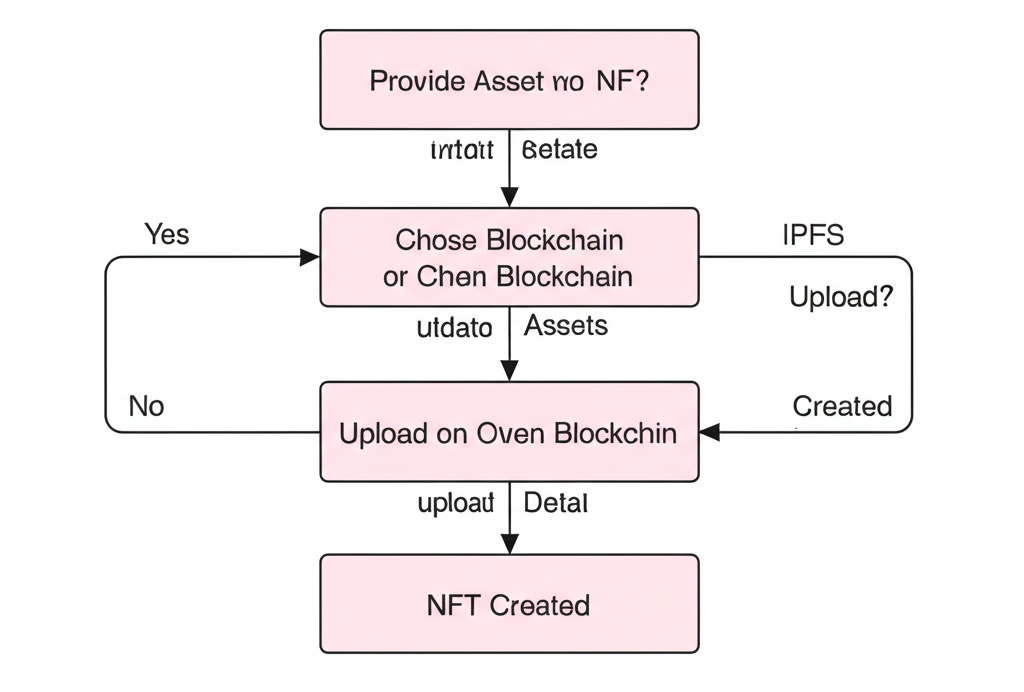 Provide Asset no NF?
Setate
Chose Blockchain
or Chen Blockchain
Yes
IPFS
Upload?
utdato Assets
No
Created
Upload on Oven Blockchin
upload Detal
NFT Created